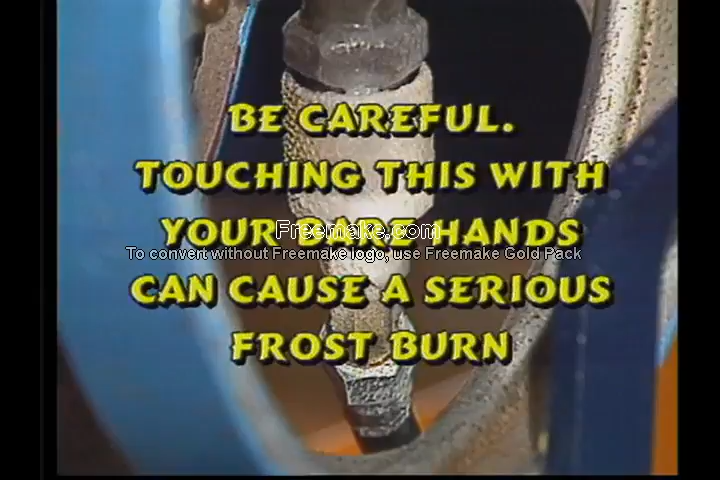 BE CAREFUL.
TOUCHING THIS WITH
YOUR BARE HANDS
Freemake.com
To convert without Freemake logo, use Freemake Gold Pack
CAN CAUSE A SERIOUS
FROST BURN